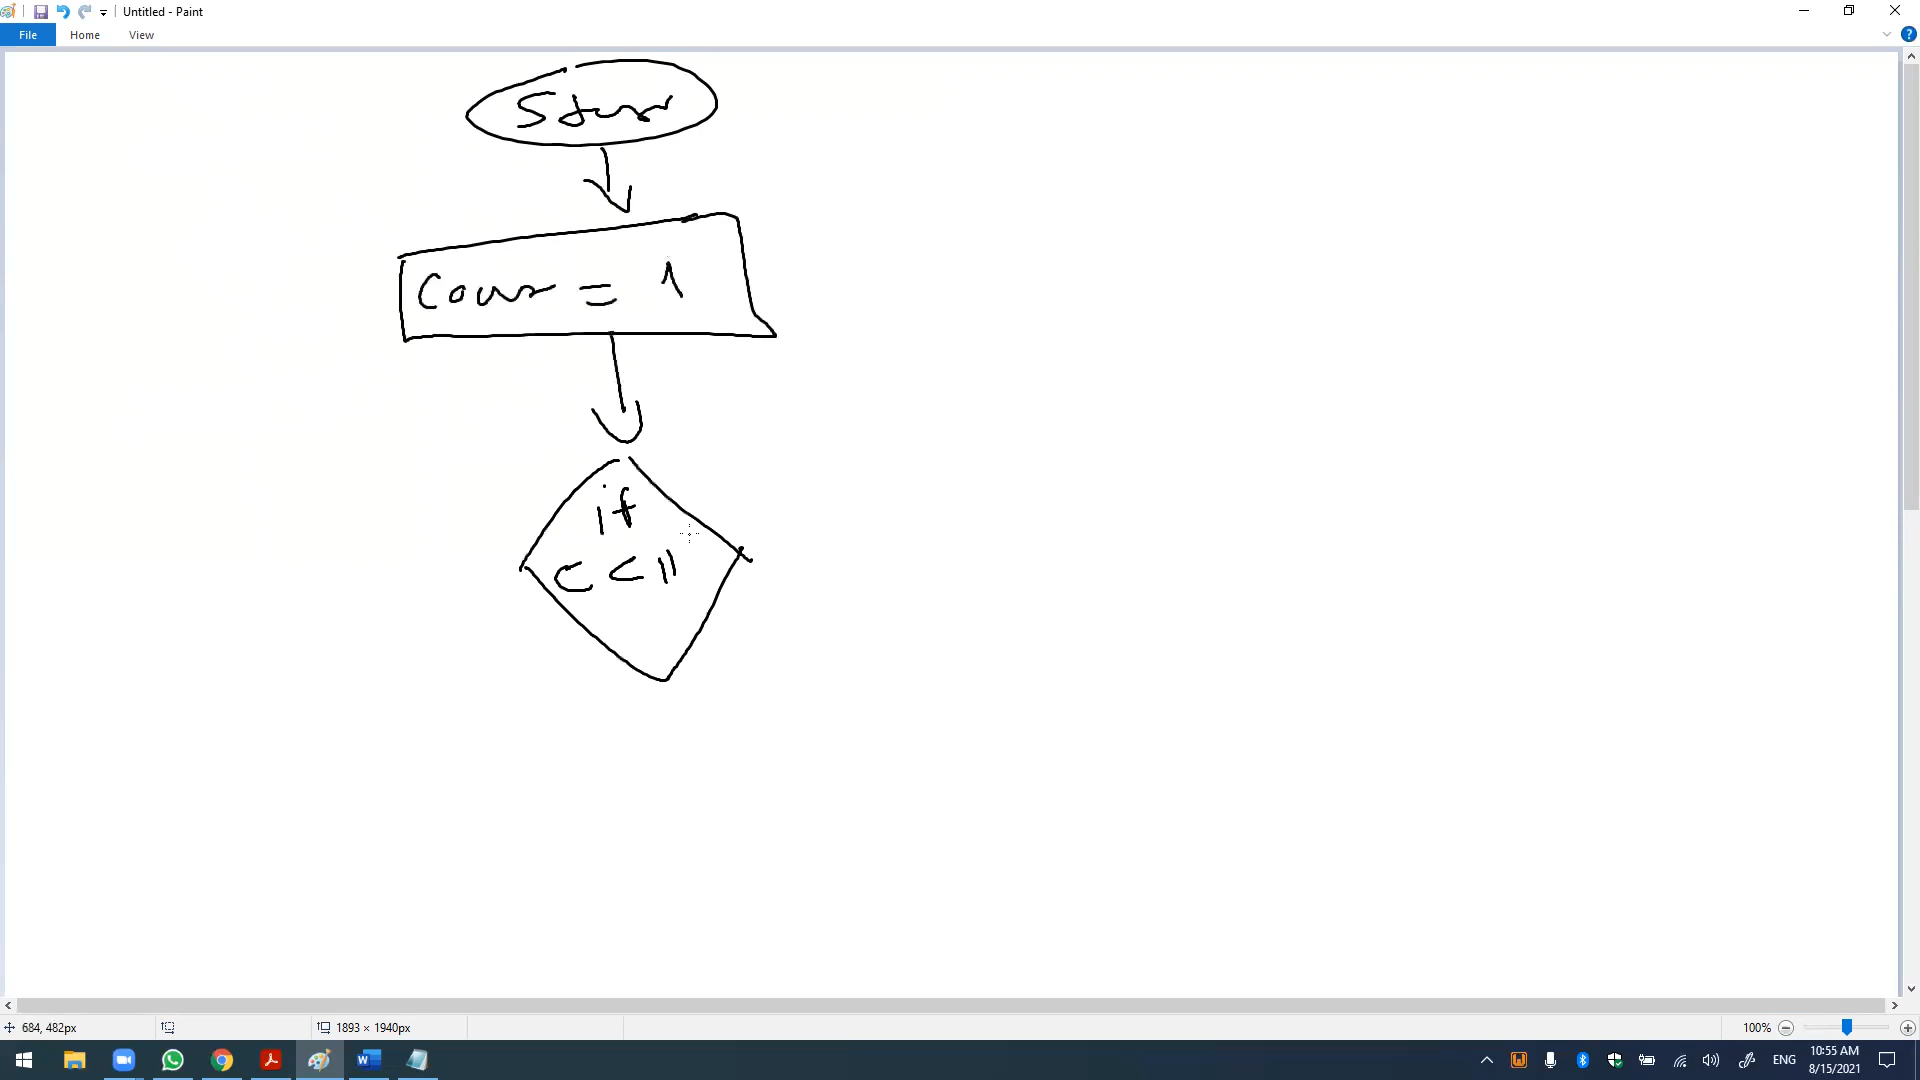 Untitled - Paint
File Home View
Start
Count = 1
if
C < 11
684, 482px
1893 × 1940px
100%
ENG
10:55 AM
8/15/2021